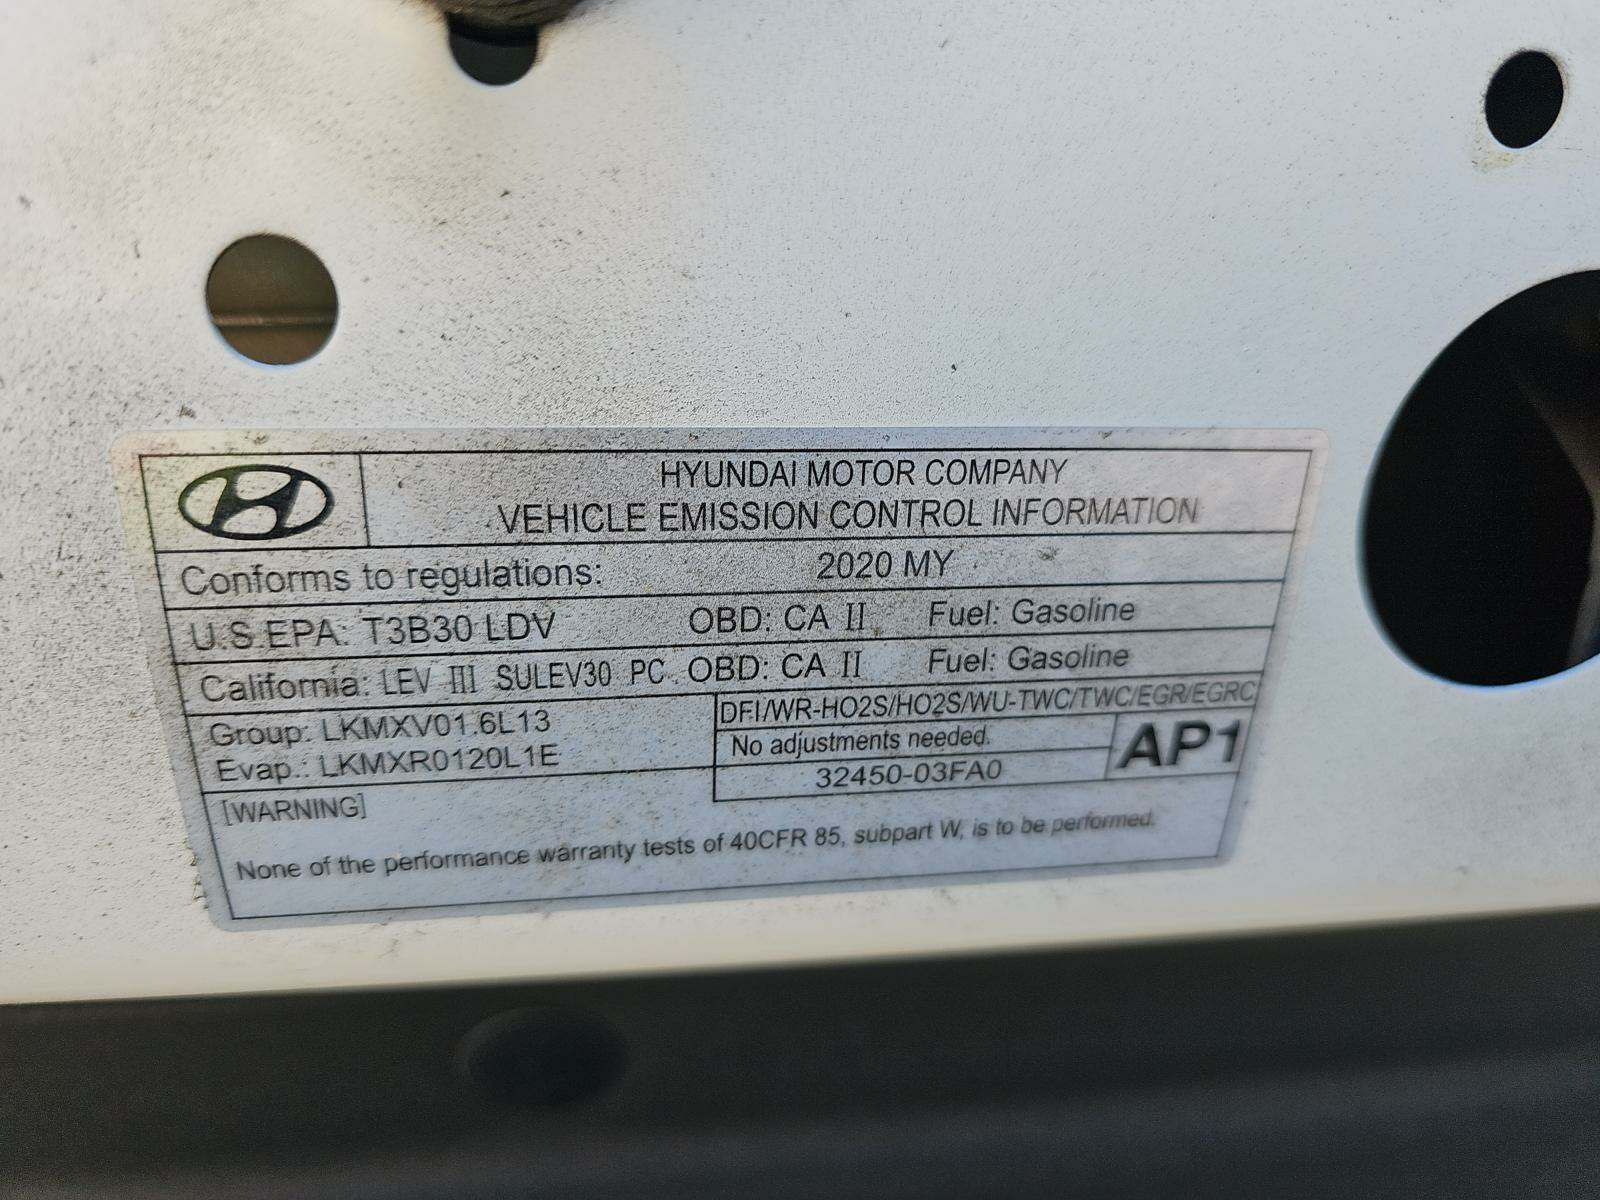 HYUNDAI MOTOR COMPANY
VEHICLE EMISSION CONTROL INFORMATION
Conforms to regulations: 2020 MY
U.S.EPA: T3B30 LDV OBD: CA II Fuel: Gasoline
California: LEV III SULEV30 PC OBD: CA II Fuel: Gasoline
Group: LKMXV01.6L13
Evap.: LKMXR0120L1E
DFI/WR-HO2S/HO2S/WU-TWC/TWC/EGR/EGRC
No adjustments needed.
32450-03FA0
AP1
[WARNING]
None of the performance warranty tests of 40CFR 85, subpart W, is to be performed.